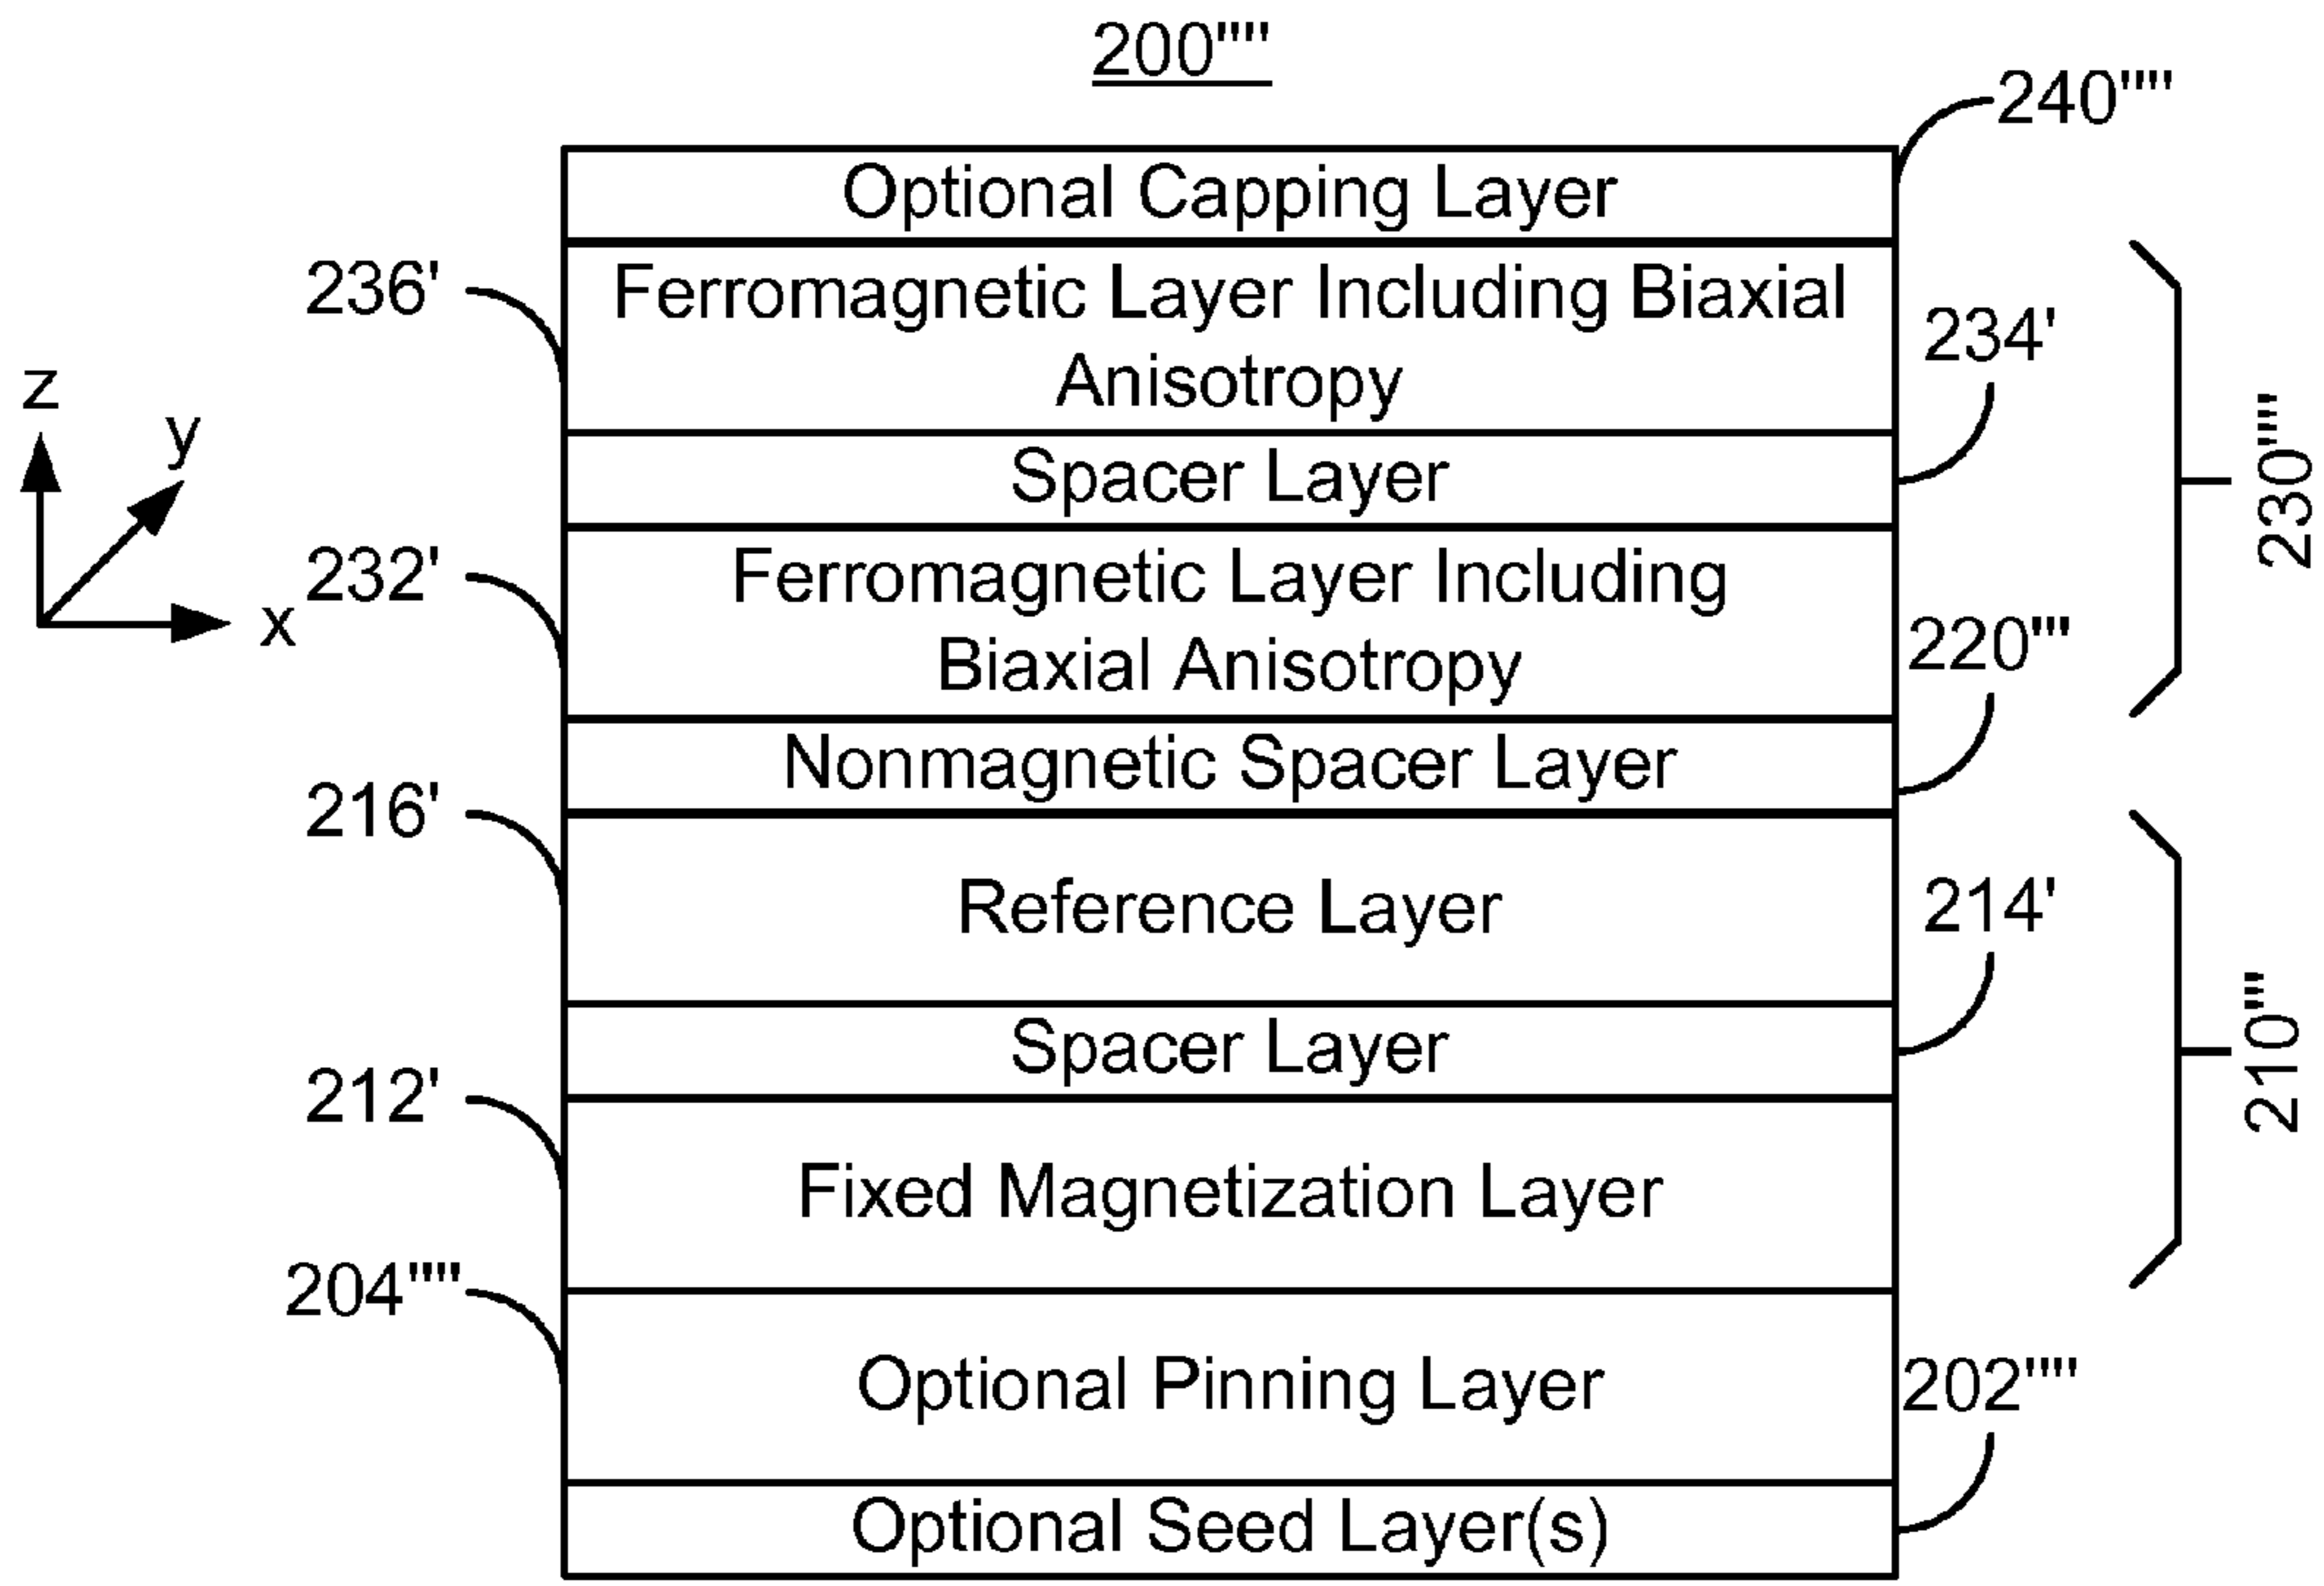 200""'
240""'
Optional Capping Layer
236'
Ferromagnetic Layer Including Biaxial
Anisotropy
234'
z
y
x
Spacer Layer
230""'
232'
Ferromagnetic Layer Including
Biaxial Anisotropy
220'"
Nonmagnetic Spacer Layer
216'
Reference Layer
214'
Spacer Layer
210""
212'
Fixed Magnetization Layer
204""'
Optional Pinning Layer
202""'
Optional Seed Layer(s)